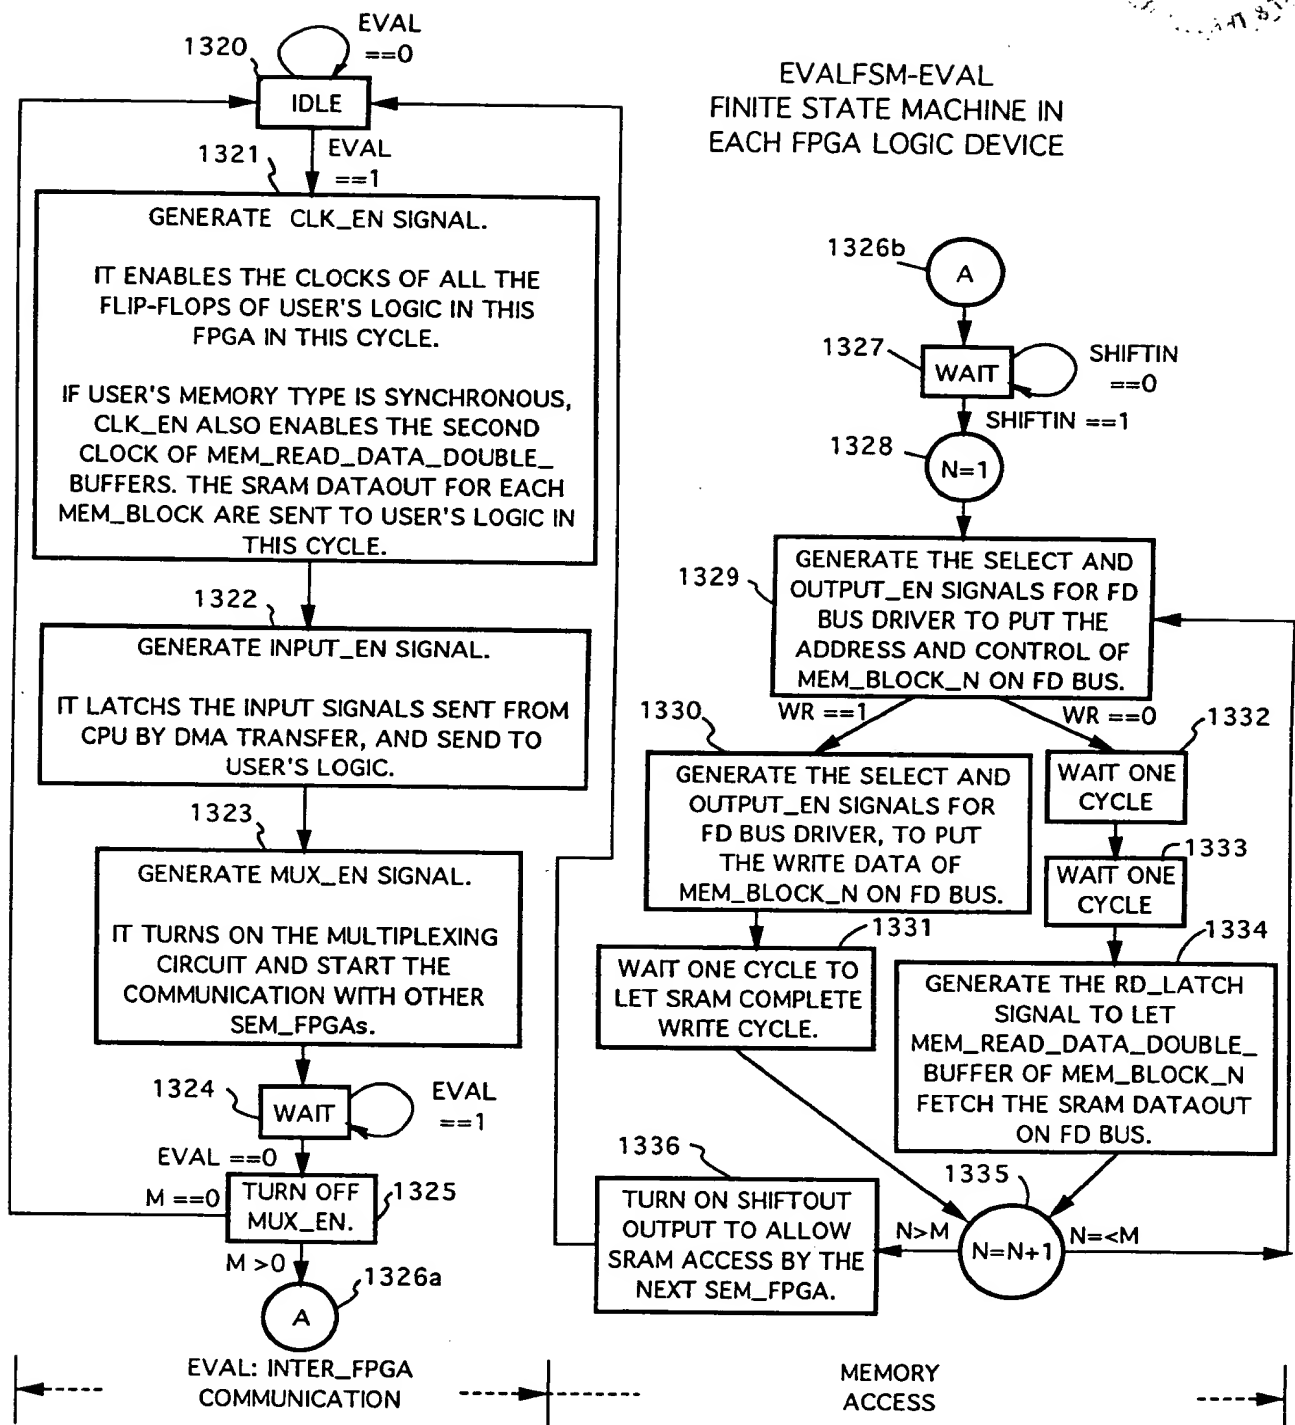 EVAL
==0
1320
IDLE
EVAL
==1
1321
GENERATE CLK_EN SIGNAL.
IT ENABLES THE CLOCKS OF ALL THE
FLIP-FLOPS OF USER'S LOGIC IN THIS
FPGA IN THIS CYCLE.
IF USER'S MEMORY TYPE IS SYNCHRONOUS,
CLK_EN ALSO ENABLES THE SECOND
CLOCK OF MEM_READ_DATA_DOUBLE_
BUFFERS. THE SRAM DATAOUT FOR EACH
MEM_BLOCK ARE SENT TO USER'S LOGIC IN
THIS CYCLE.
1322
GENERATE INPUT_EN SIGNAL.
IT LATCHS THE INPUT SIGNALS SENT FROM
CPU BY DMA TRANSFER, AND SEND TO
USER'S LOGIC.
1323
GENERATE MUX_EN SIGNAL.
IT TURNS ON THE MULTIPLEXING
CIRCUIT AND START THE
COMMUNICATION WITH OTHER
SEM_FPGAs.
1324
WAIT
EVAL
==1
EVAL ==0
M ==0
TURN OFF
MUX_EN.
1325
M >0
1326a
A
EVALFSM-EVAL
FINITE STATE MACHINE IN
EACH FPGA LOGIC DEVICE
1326b
A
1327
WAIT
SHIFTIN
==0
SHIFTIN ==1
1328
N=1
1329
GENERATE THE SELECT AND
OUTPUT_EN SIGNALS FOR FD
BUS DRIVER TO PUT THE
ADDRESS AND CONTROL OF
MEM_BLOCK_N ON FD BUS.
1330
WR ==1
WR ==0
1332
GENERATE THE SELECT AND
OUTPUT_EN SIGNALS FOR
FD BUS DRIVER, TO PUT
THE WRITE DATA OF
MEM_BLOCK_N ON FD BUS.
WAIT ONE
CYCLE
1333
WAIT ONE
CYCLE
1331
WAIT ONE CYCLE TO
LET SRAM COMPLETE
WRITE CYCLE.
1334
GENERATE THE RD_LATCH
SIGNAL TO LET
MEM_READ_DATA_DOUBLE_
BUFFER OF MEM_BLOCK_N
FETCH THE SRAM DATAOUT
ON FD BUS.
1336
TURN ON SHIFTOUT
OUTPUT TO ALLOW
SRAM ACCESS BY THE
NEXT SEM_FPGA.
1335
N>M
N=N+1
N=<M
EVAL: INTER_FPGA
COMMUNICATION
MEMORY
ACCESS